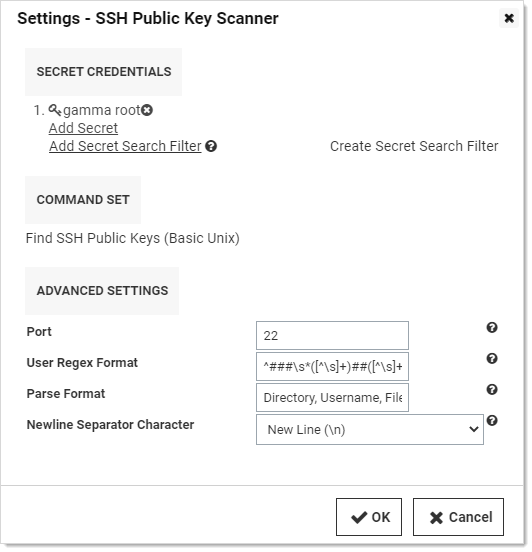 Settings - SSH Public Key Scanner
SECRET CREDENTIALS
1. gamma root
Add Secret
Add Secret Search Filter
Create Secret Search Filter
COMMAND SET
Find SSH Public Keys (Basic Unix)
ADVANCED SETTINGS
Port
22
User Regex Format
^###\s*([^\s]+)##([^\s]+
Parse Format
Directory, Username, File
Newline Separator Character
New Line (\n)
OK
Cancel